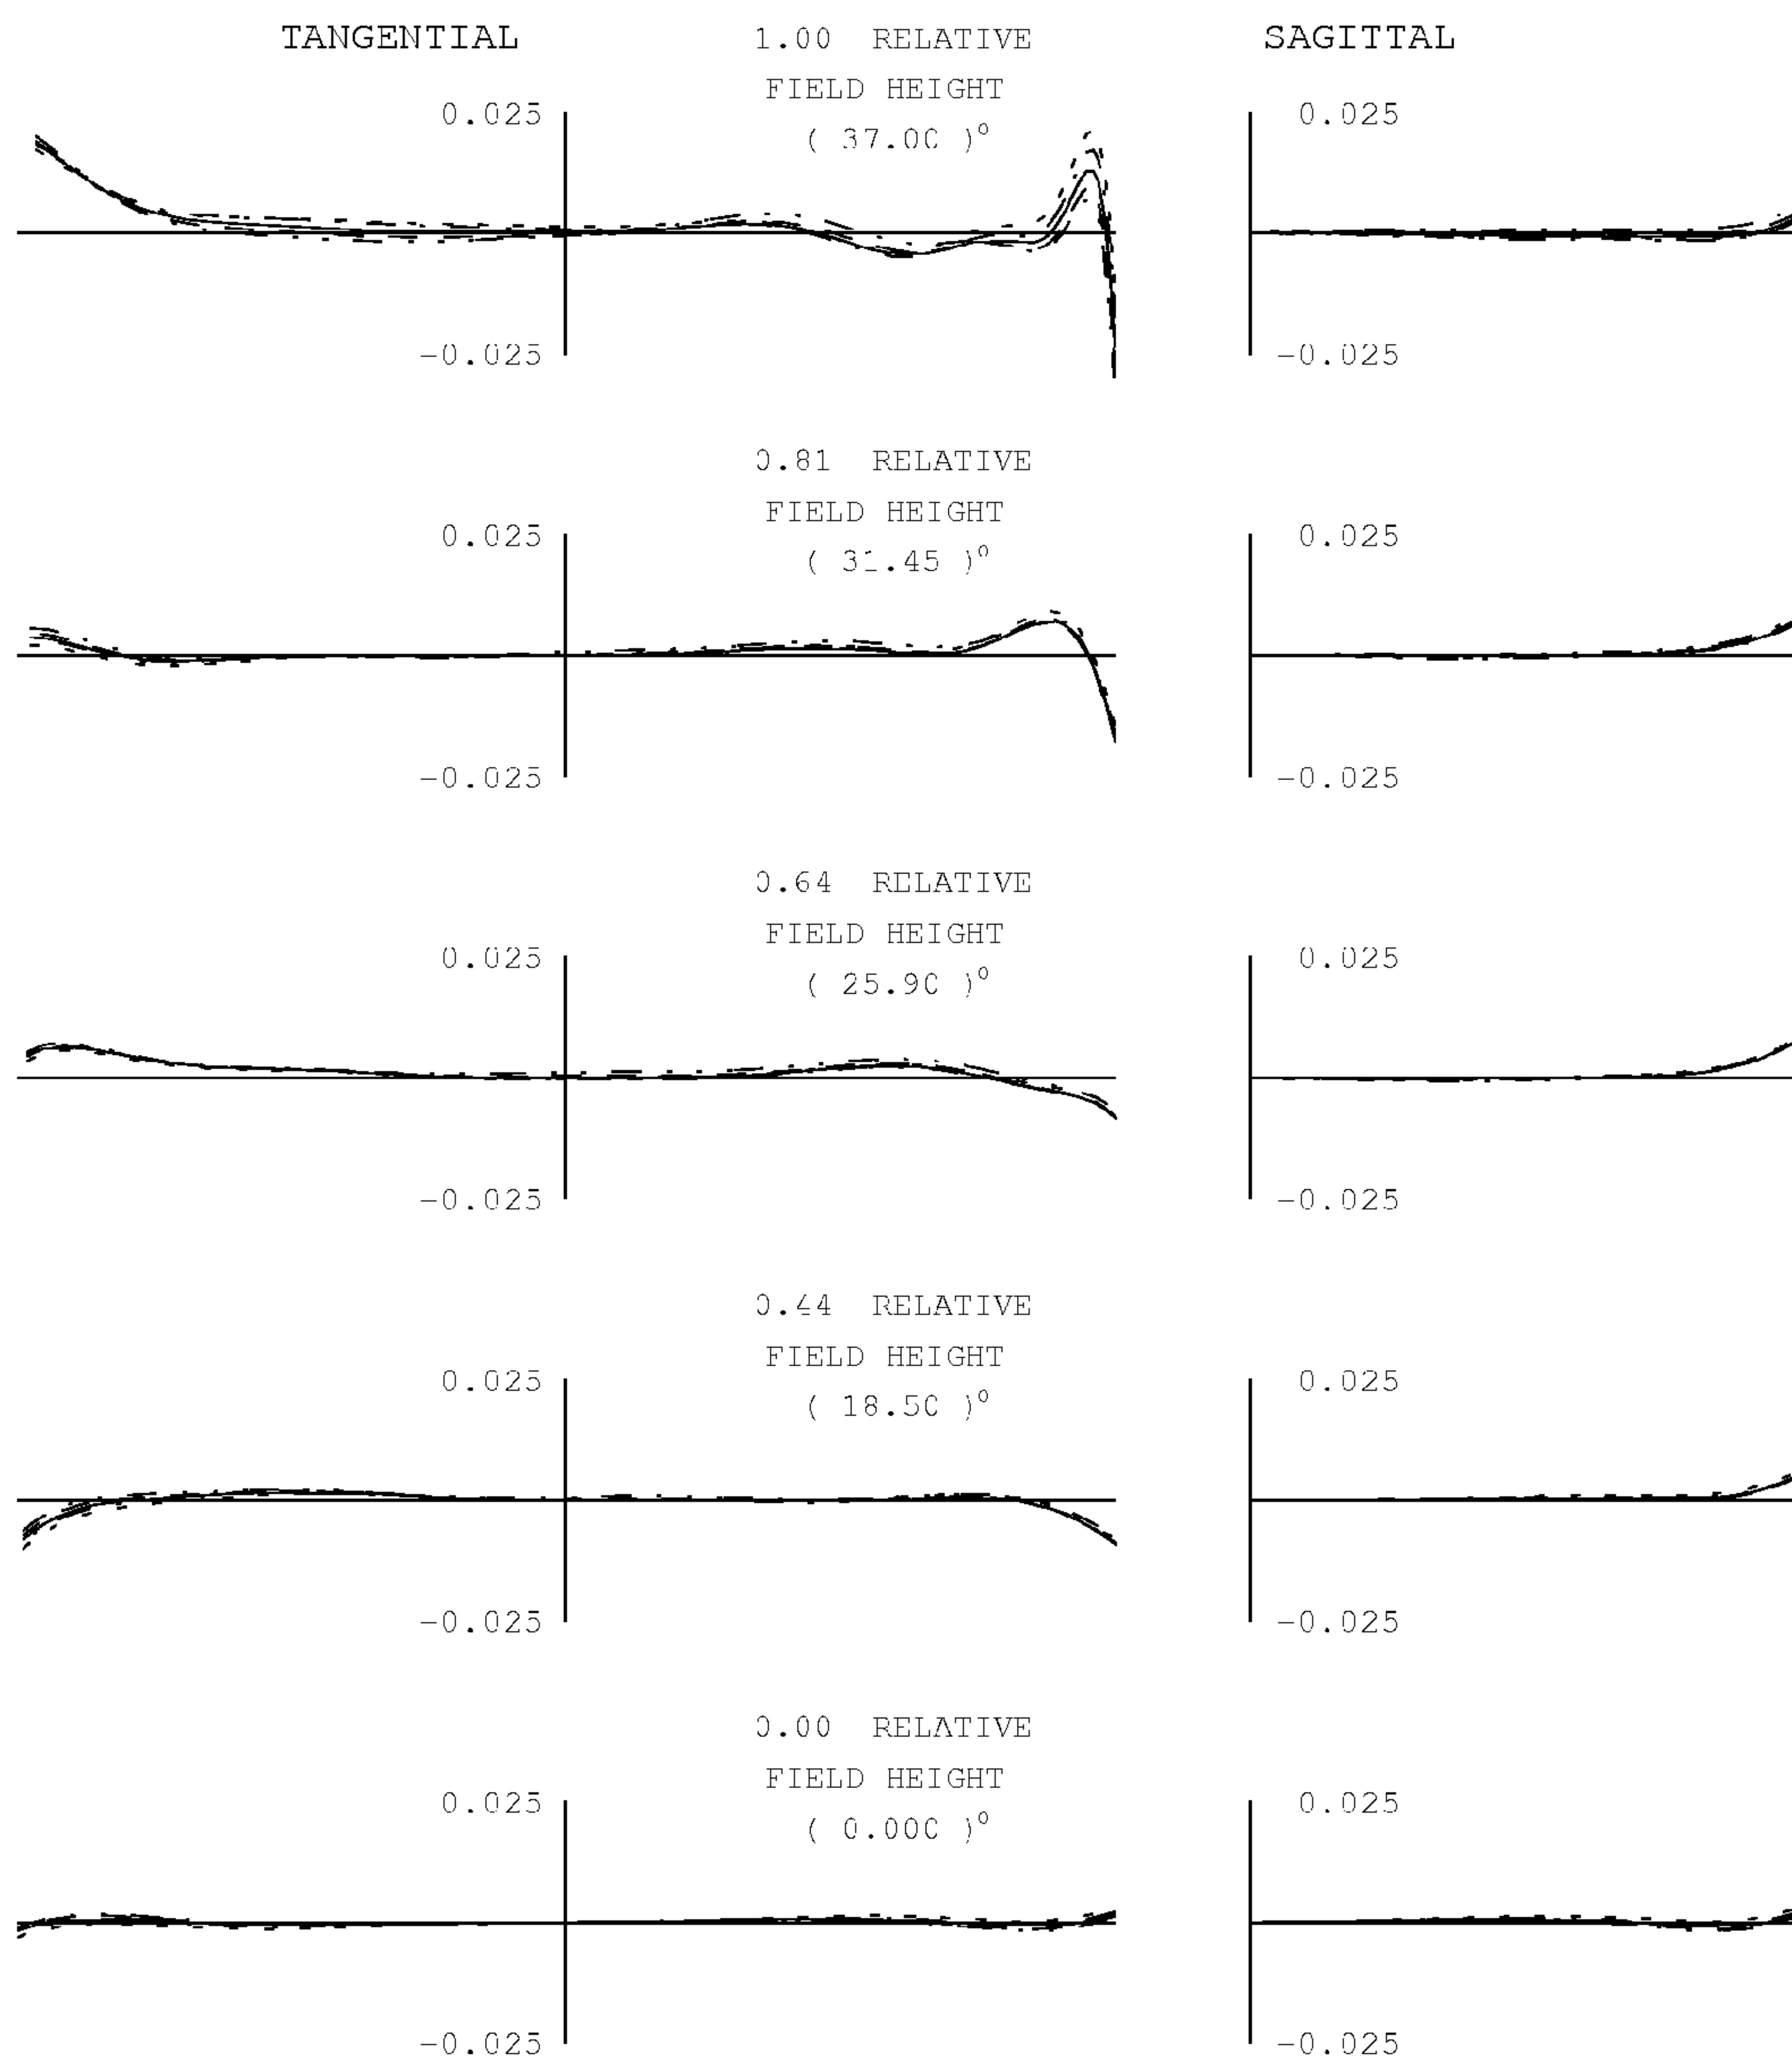 TANGENTIAL 1.00 RELATIVE SAGITTAL
FIELD HEIGHT
0.025 ( 37.00 )° 0.025
-0.025 -0.025
0.81 RELATIVE
FIELD HEIGHT
0.025 ( 31.45 )° 0.025
-0.025 -0.025
0.64 RELATIVE
FIELD HEIGHT
0.025 ( 25.90 )° 0.025
-0.025 -0.025
0.44 RELATIVE
FIELD HEIGHT
0.025 ( 18.50 )° 0.025
-0.025 -0.025
0.00 RELATIVE
FIELD HEIGHT
0.025 ( 0.000 )° 0.025
-0.025 -0.025